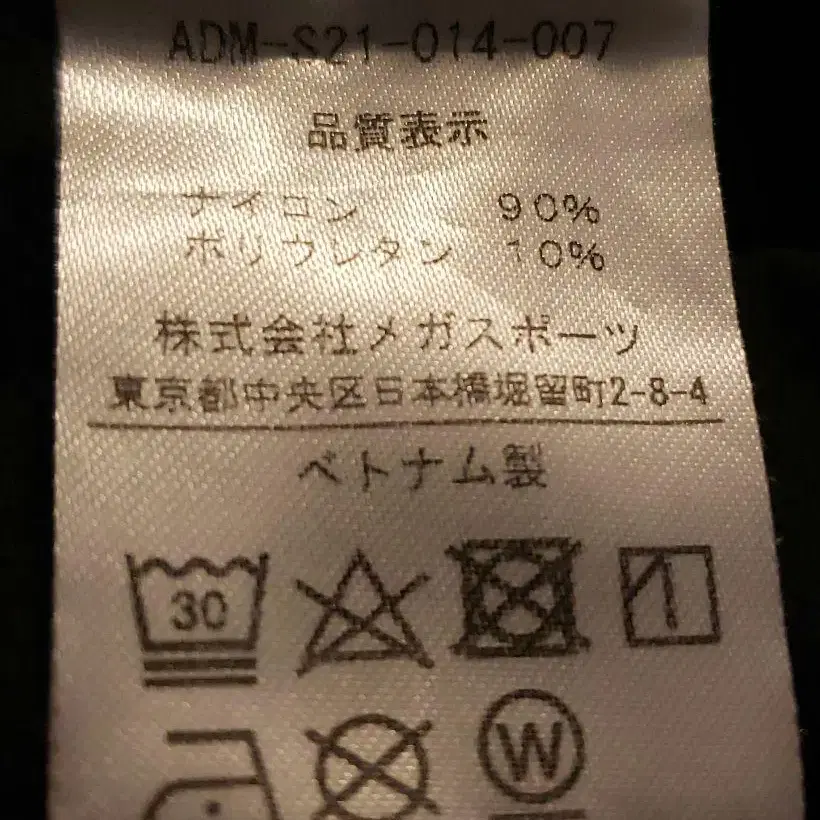 ADM-S21-014-007
品質表示
ナイロン 90%
ポリウレタン 10%
株式会社メガスポーツ
東京都中央区日本橋堀留町2-8-4
ベトナム製
30
W